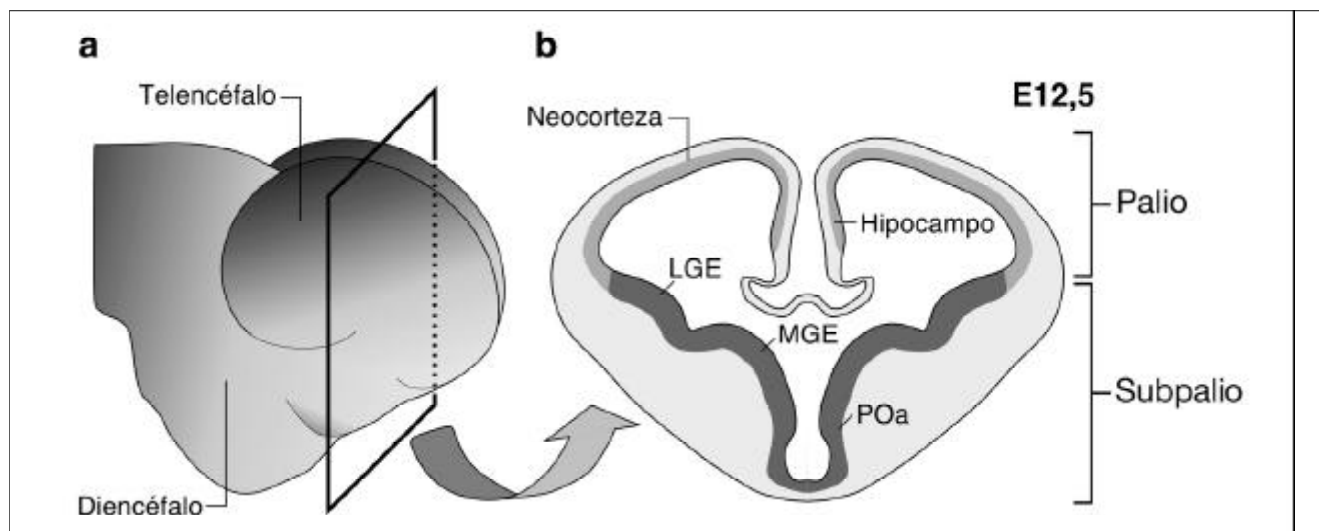 a
Telencéfalo
Diencéfalo
b
E12,5
Neocorteza
Hipocampo
LGE
MGE
POa
Palio
Subpalio